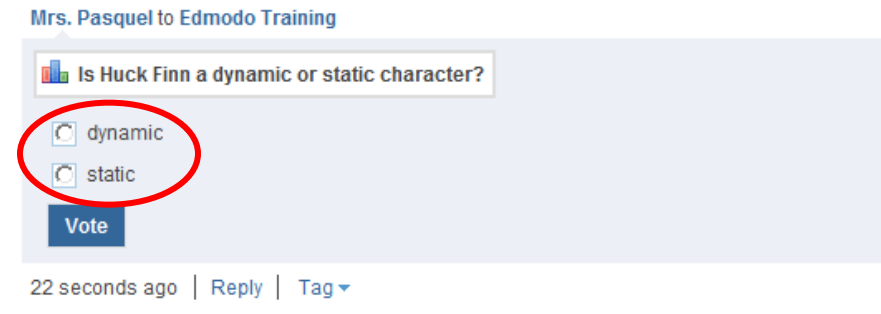 Mrs. Pasquel to Edmodo Training
Is Huck Finn a dynamic or static character?
dynamic
static
Vote
22 seconds ago | Reply | Tag